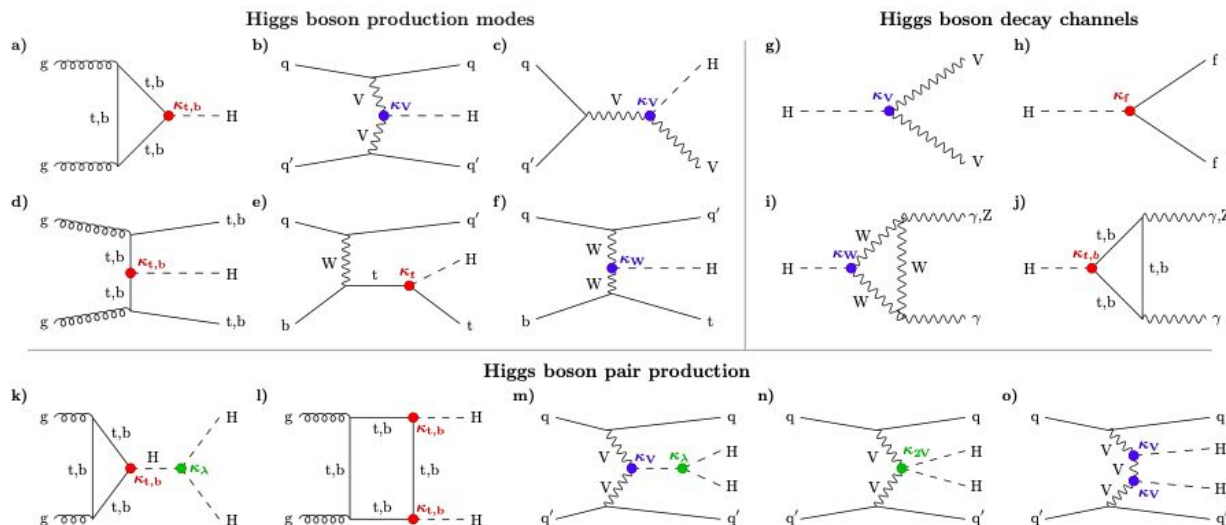 Higgs boson production modes
Higgs boson decay channels
a)
g
t,b
t,b
κt,b
H
t,b
g
b)
q
q
V
κV
H
V
q′
q′
c)
q
H
V
κV
q′
V
g)
V
κV
H
V
h)
f
κf
H
f
d)
g
t,b
t,b
κt,b
H
t,b
g
t,b
e)
q
q′
W
H
t
κt
b
t
f)
q
q′
W
κW
H
W
b
t
i)
γ,Z
W
κW
H
W
W
γ
j)
γ,Z
t,b
κt,b
H
t,b
t,b
γ
Higgs boson pair production
k)
g
H
t,b
H
t,b
κλ
κt,b
t,b
g
H
l)
g
H
t,b
κt,b
t,b
t,b
t,b
κt,b
g
H
m)
q
q
V
κV
κλ
H
V
H
q′
q′
n)
q
q
V
κ2V
H
V
H
q′
q′
o)
q
q
V
κV
H
V
V
κV
H
q′
q′